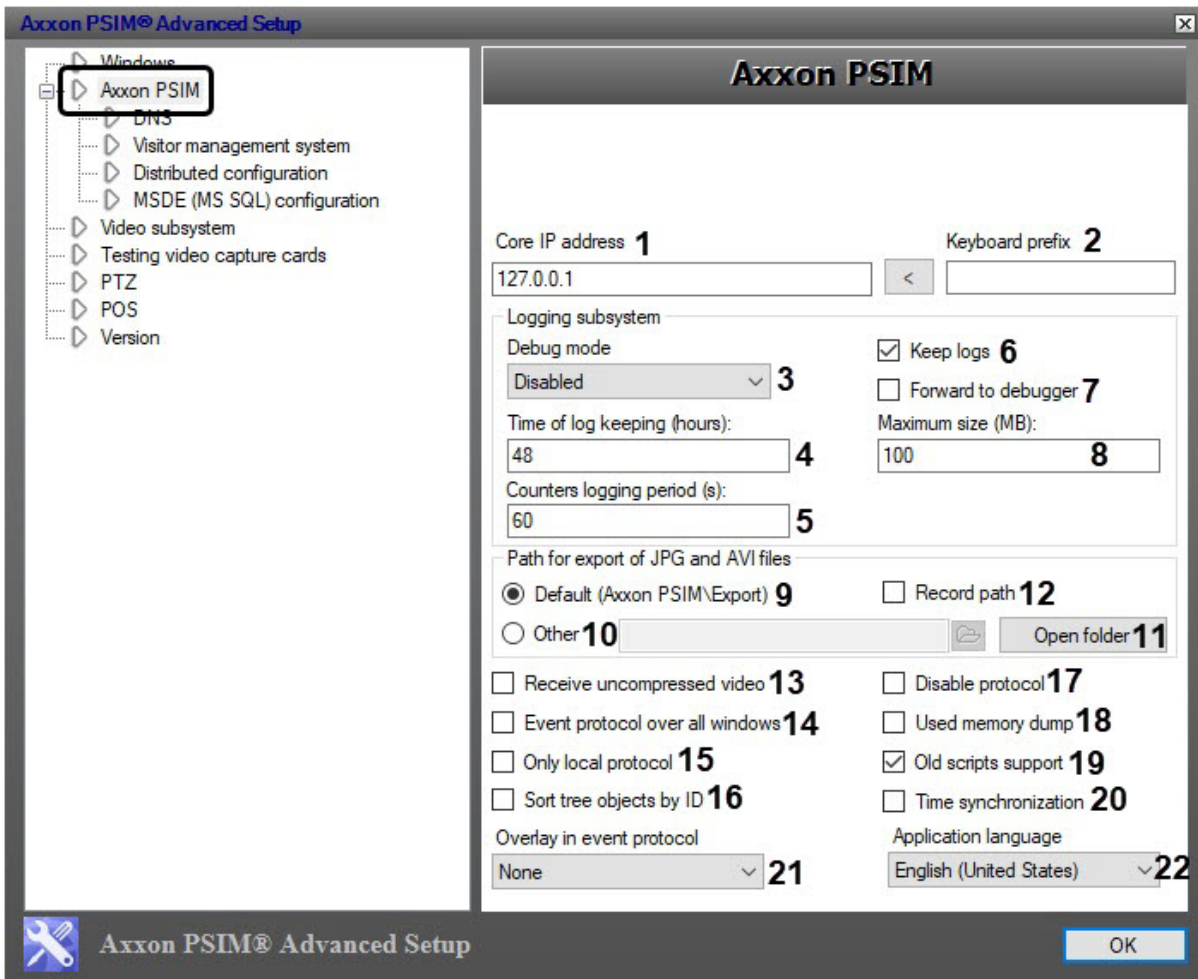 Axxon PSIM® Advanced Setup
Windows
Axxon PSIM
DNS
Visitor management system
Distributed configuration
MSDE (MS SQL) configuration
Video subsystem
Testing video capture cards
PTZ
POS
Version
Axxon PSIM
Core IP address 1
Keyboard prefix 2
127.0.0.1
<
Logging subsystem
Debug mode
Disabled 3
Keep logs 6
Forward to debugger 7
Time of log keeping (hours):
Maximum size (MB):
48 4
100 8
Counters logging period (s):
60 5
Path for export of JPG and AVI files
Default (Axxon PSIM\Export) 9
Record path 12
Other 10
Open folder 11
Receive uncompressed video 13
Disable protocol 17
Event protocol over all windows 14
Used memory dump 18
Only local protocol 15
Old scripts support 19
Sort tree objects by ID 16
Time synchronization 20
Overlay in event protocol
Application language
None 21
English (United States) 22
Axxon PSIM® Advanced Setup
OK